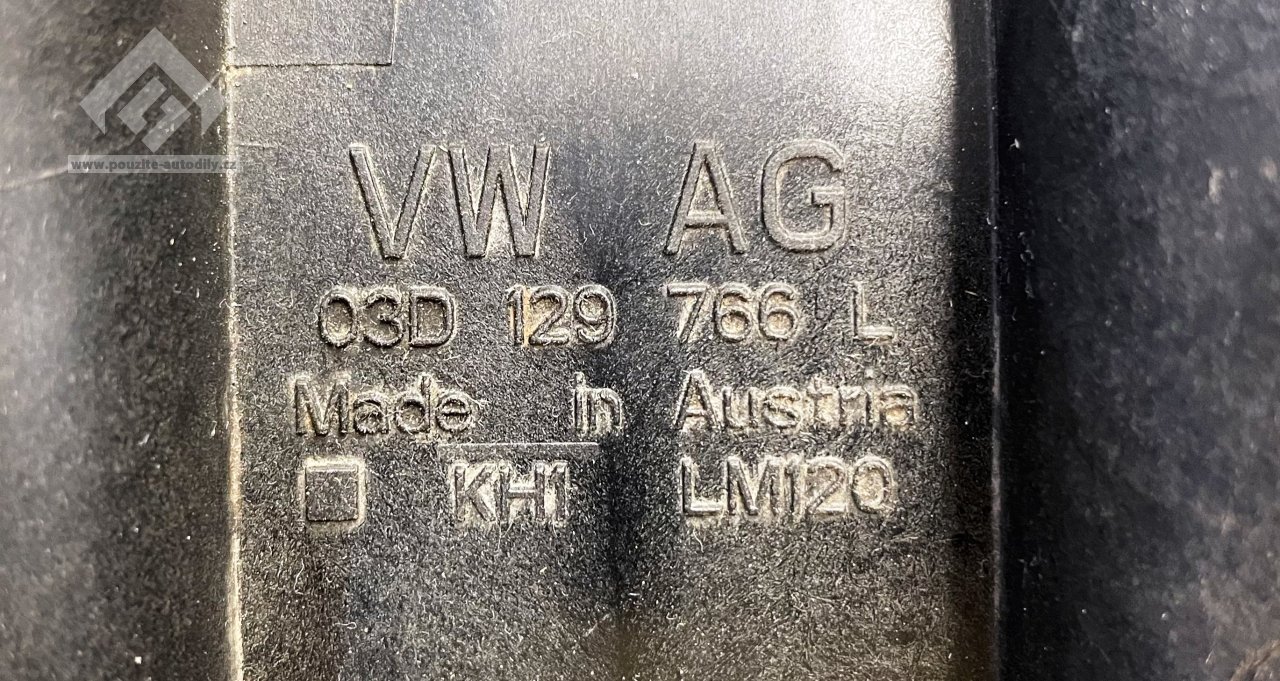 www.pouzite-autodily.cz
VW AG
03D 129 766 L
Made in Austria
KH1 LM120